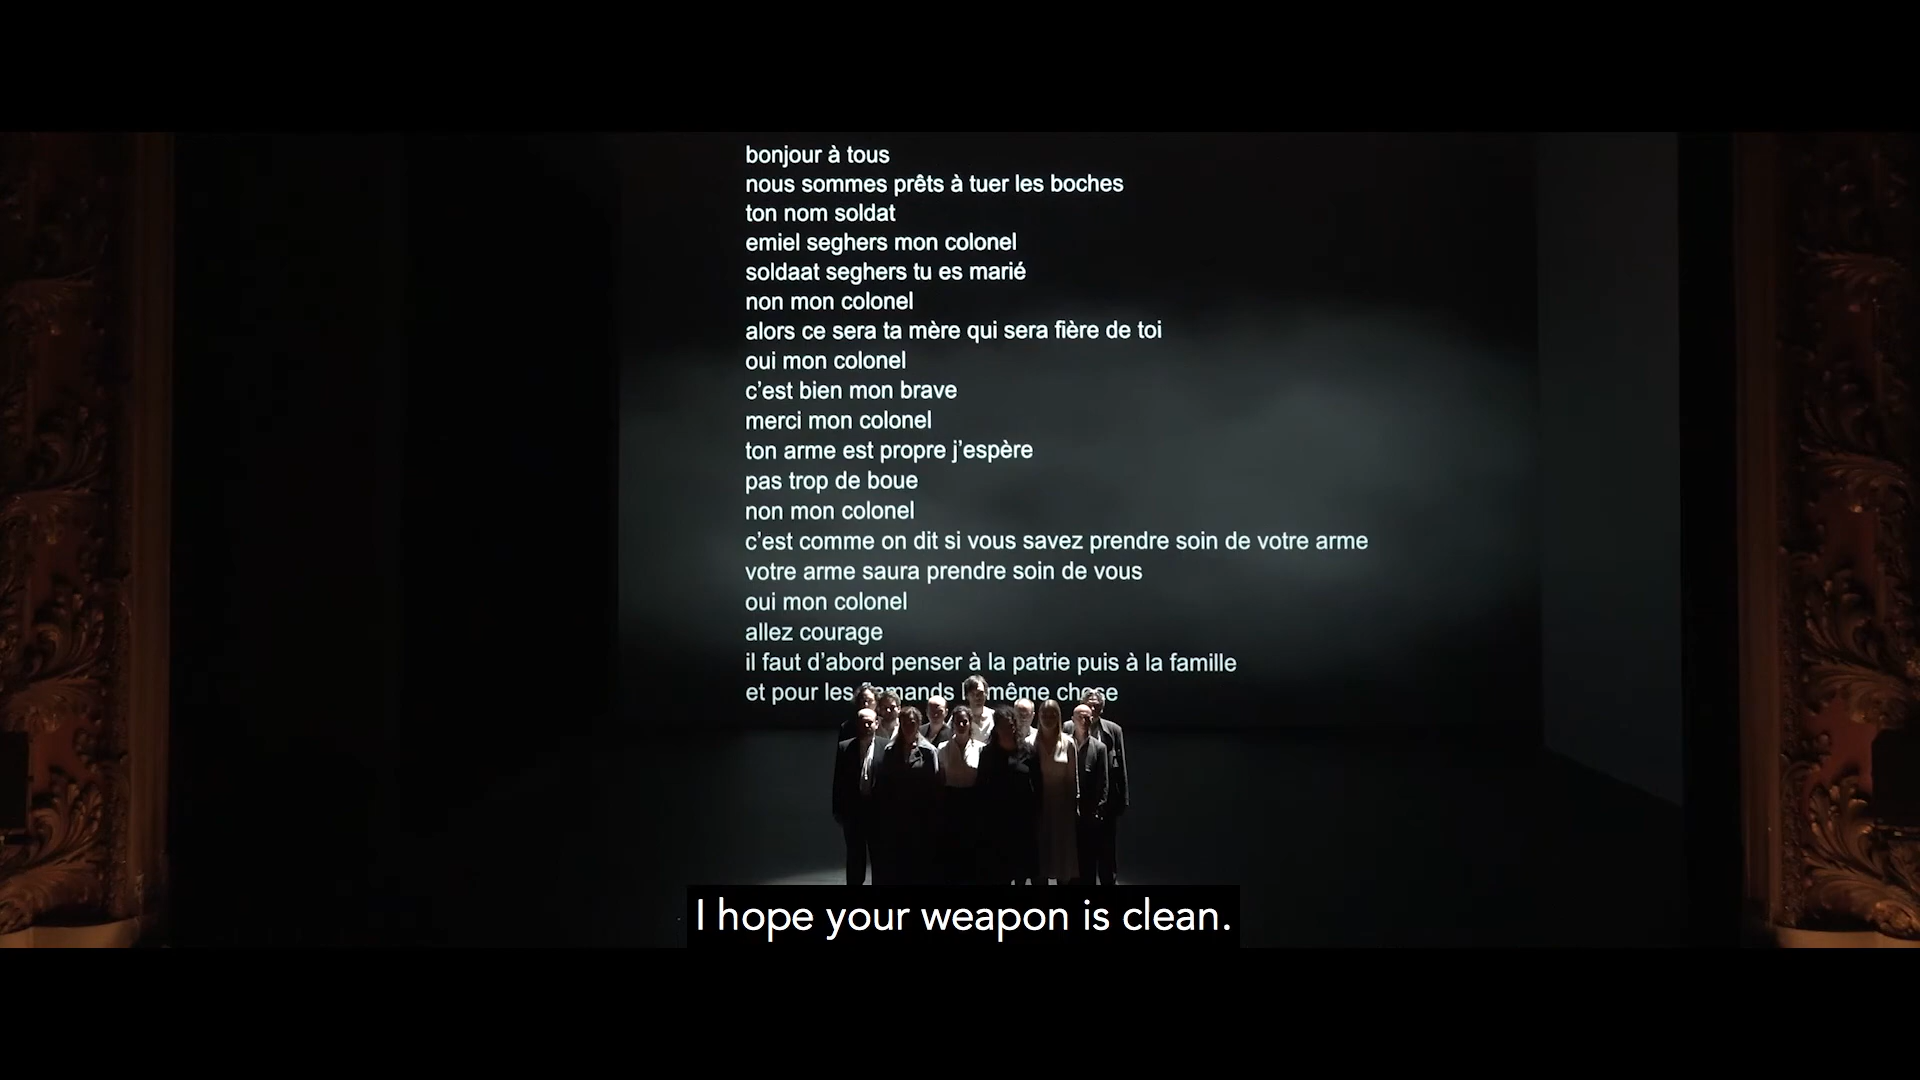 bonjour à tous
nous sommes prêts à tuer les boches
ton nom soldat
emiel seghers mon colonel
soldaat seghers tu es marié
non mon colonel
alors ce sera ta mère qui sera fière de toi
oui mon colonel
c’est bien mon brave
merci mon colonel
ton arme est propre j’espère
pas trop de boue
non mon colonel
c’est comme on dit si vous savez prendre soin de votre arme
votre arme saura prendre soin de vous
oui mon colonel
allez courage
il faut d’abord penser à la patrie puis à la famille
et pour les même chose
I hope your weapon is clean.